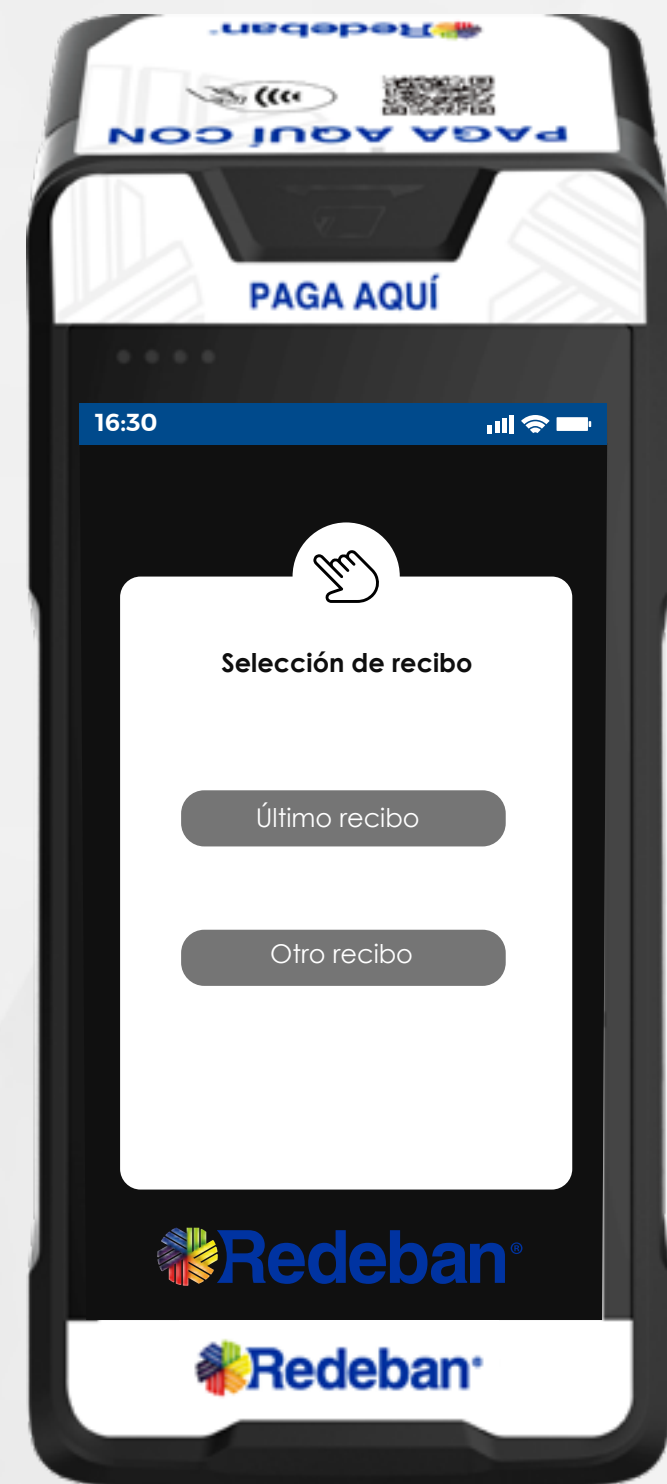 Redeban
PAGA AQUÍ CON
PAGA AQUÍ
16:30
Selección de recibo
Último recibo
Otro recibo
Redeban®
Redeban